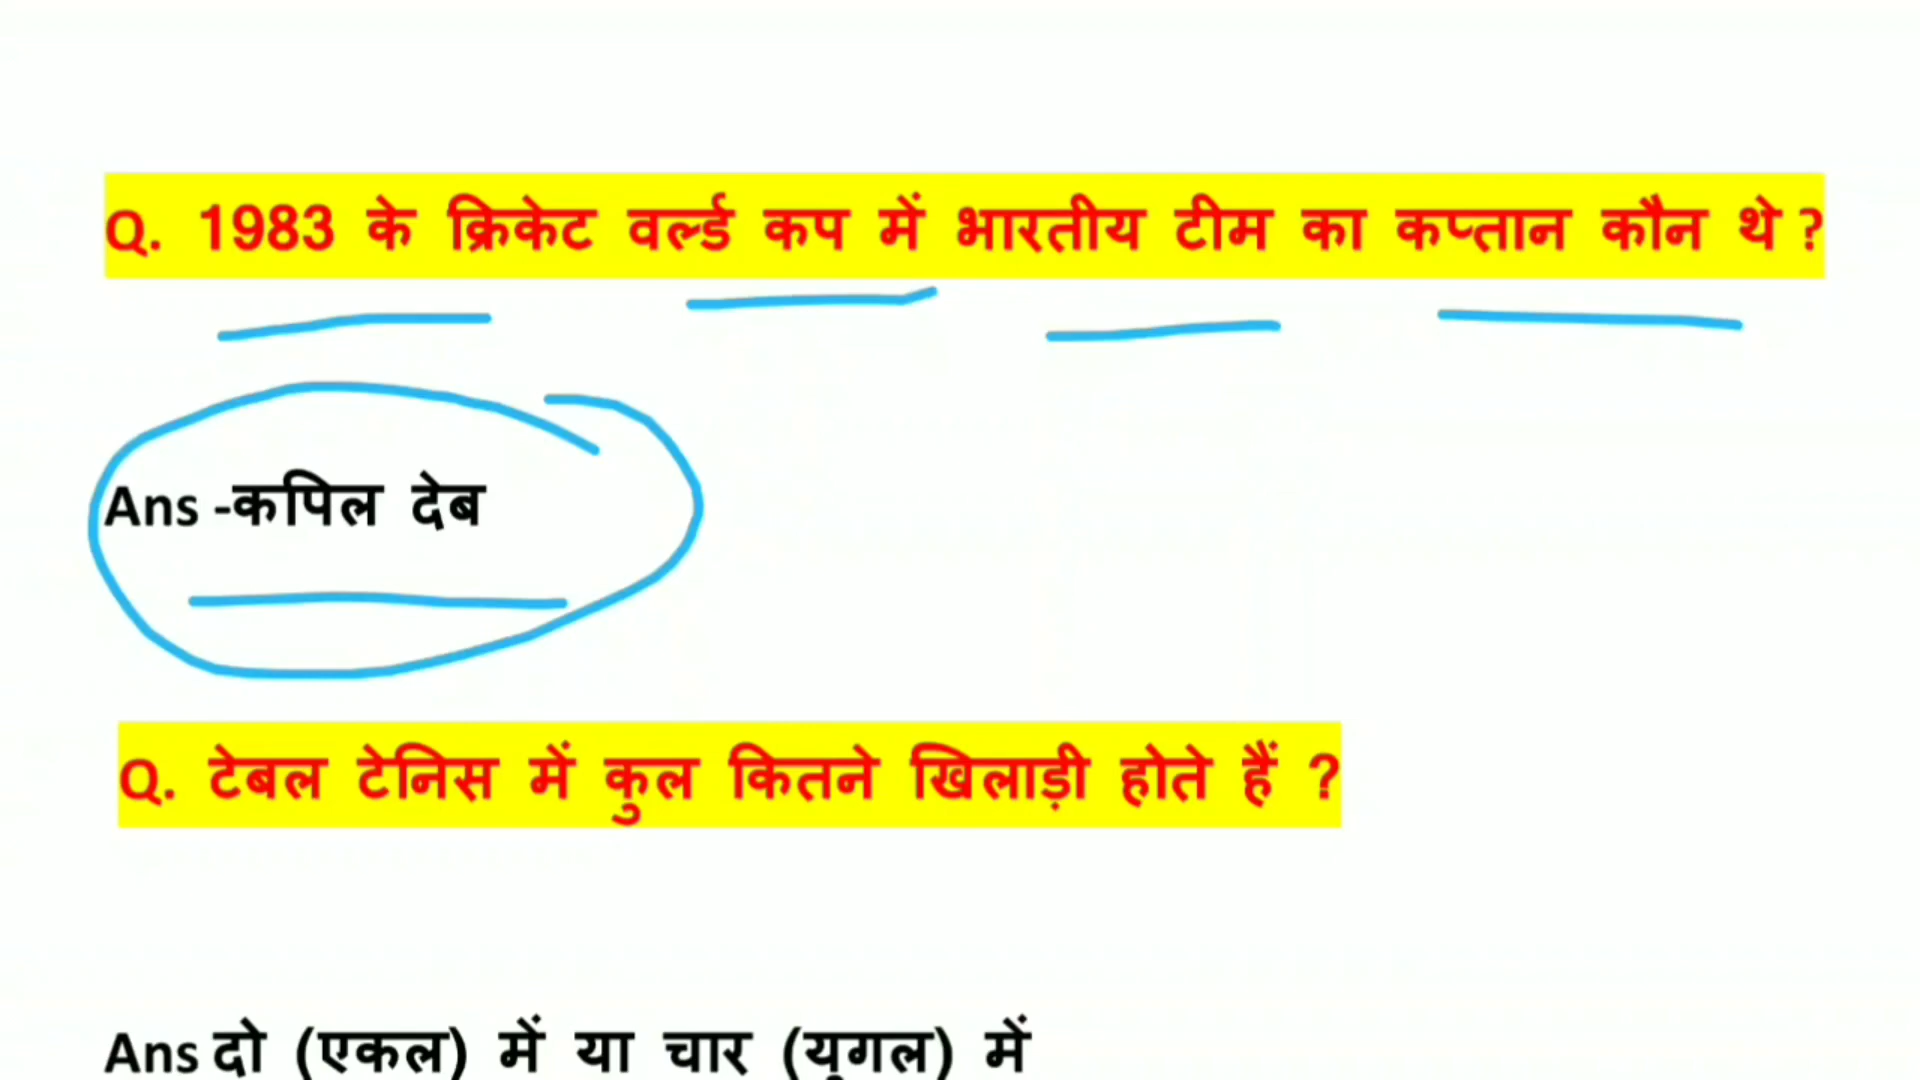 Q. 1983 के क्रिकेट वर्ल्ड कप में भारतीय टीम का कप्तान कौन थे ?
Ans -कपिल देब
Q. टेबल टेनिस में कुल कितने खिलाड़ी होते हैं ?
Ans दो (एकल) में या चार (युगल) में